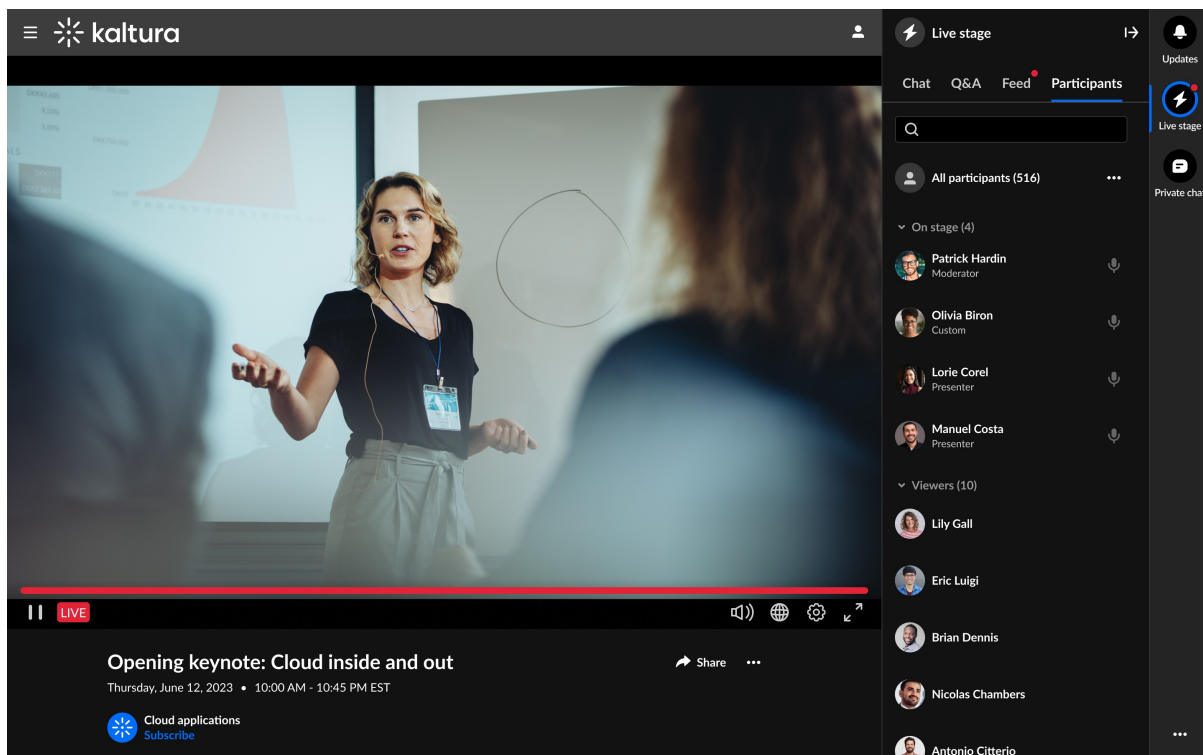 kaltura
Live stage
Updates
Chat Q&A Feed Participants
Live stage
All participants (516)
Private chat
On stage (4)
Patrick Hardin
Moderator
Olivia Biron
Custom
Lorie Corel
Presenter
Manuel Costa
Presenter
Viewers (10)
Lily Gall
Eric Luigi
Brian Dennis
Nicolas Chambers
Antonio Citterio
LIVE
Opening keynote: Cloud inside and out
Share
Thursday, June 12, 2023 • 10:00 AM - 10:45 PM EST
Cloud applications
Subscribe